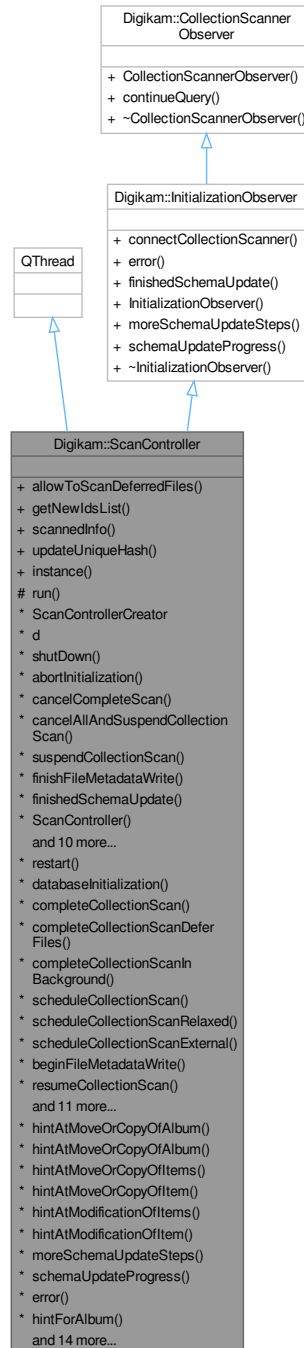 Digikam::CollectionScanner
Observer
+ CollectionScannerObserver()
+ continueQuery()
+ ~CollectionScannerObserver()
Digikam::InitializationObserver
+ connectCollectionScanner()
+ error()
+ finishedSchemaUpdate()
+ InitializationObserver()
+ moreSchemaUpdateSteps()
+ schemaUpdateProgress()
+ ~InitializationObserver()
QThread
Digikam::ScanController
+ allowToScanDeferredFiles()
+ getNewIdsList()
+ scannedInfo()
+ updateUniqueHash()
+ instance()
# run()
* ScanControllerCreator
* d
* shutDown()
* abortInitialization()
* cancelCompleteScan()
* cancelAllAndSuspendCollection
Scan()
* suspendCollectionScan()
* finishFileMetadataWrite()
* finishedSchemaUpdate()
* ScanController()
and 10 more...
* restart()
* databaseInitialization()
* completeCollectionScan()
* completeCollectionScanDefer
Files()
* completeCollectionScanIn
Background()
* scheduleCollectionScan()
* scheduleCollectionScanRelaxed()
* scheduleCollectionScanExternal()
* beginFileMetadataWrite()
* resumeCollectionScan()
and 11 more...
* hintAtMoveOrCopyOfAlbum()
* hintAtMoveOrCopyOfAlbum()
* hintAtMoveOrCopyOfItems()
* hintAtMoveOrCopyOfItem()
* hintAtModificationOfItems()
* hintAtModificationOfItem()
* moreSchemaUpdateSteps()
* schemaUpdateProgress()
* error()
* hintForAlbum()
and 14 more...